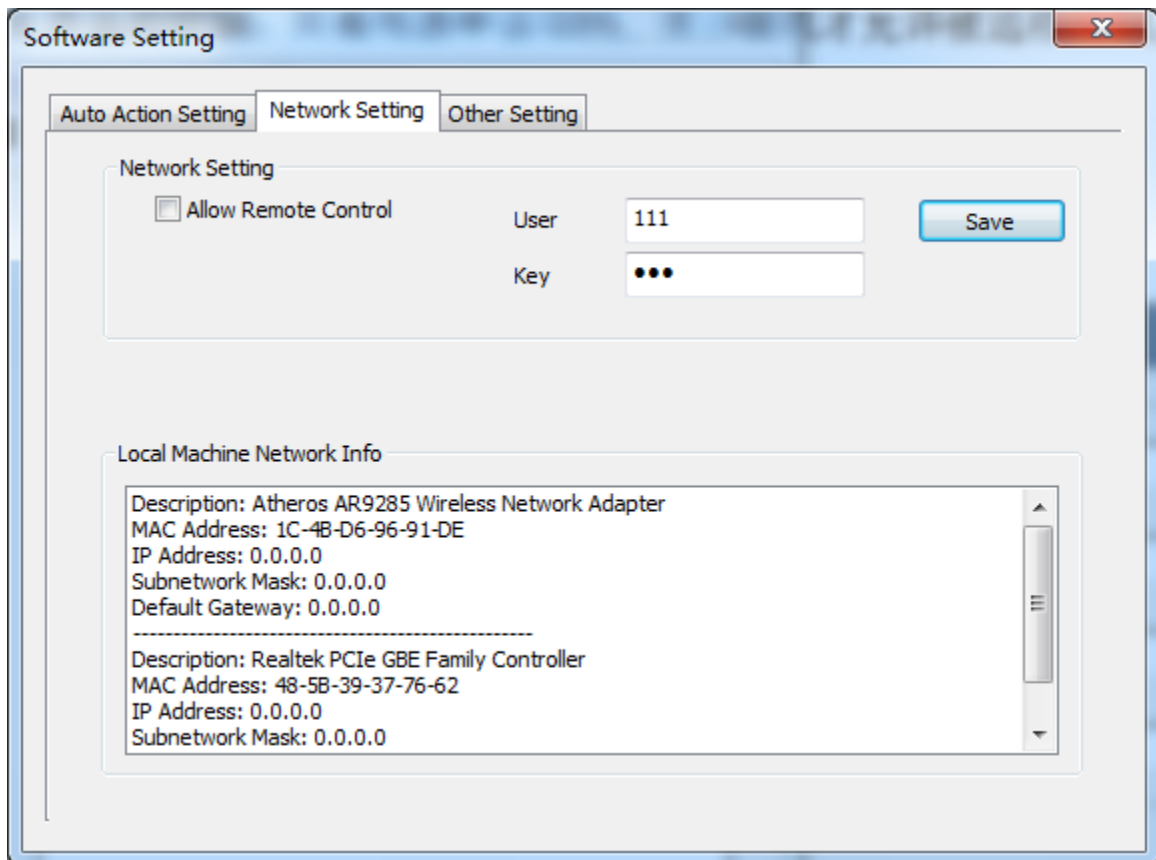 Software Setting
Auto Action Setting
Network Setting
Other Setting
Network Setting
Allow Remote Control
User
111
Save
Key
●●●
Local Machine Network Info
Description: Atheros AR9285 Wireless Network Adapter
MAC Address: 1C-4B-D6-96-91-DE
IP Address: 0.0.0.0
Subnetwork Mask: 0.0.0.0
Default Gateway: 0.0.0.0
--------------------------------------------------
Description: Realtek PCIe GBE Family Controller
MAC Address: 48-5B-39-37-76-62
IP Address: 0.0.0.0
Subnetwork Mask: 0.0.0.0